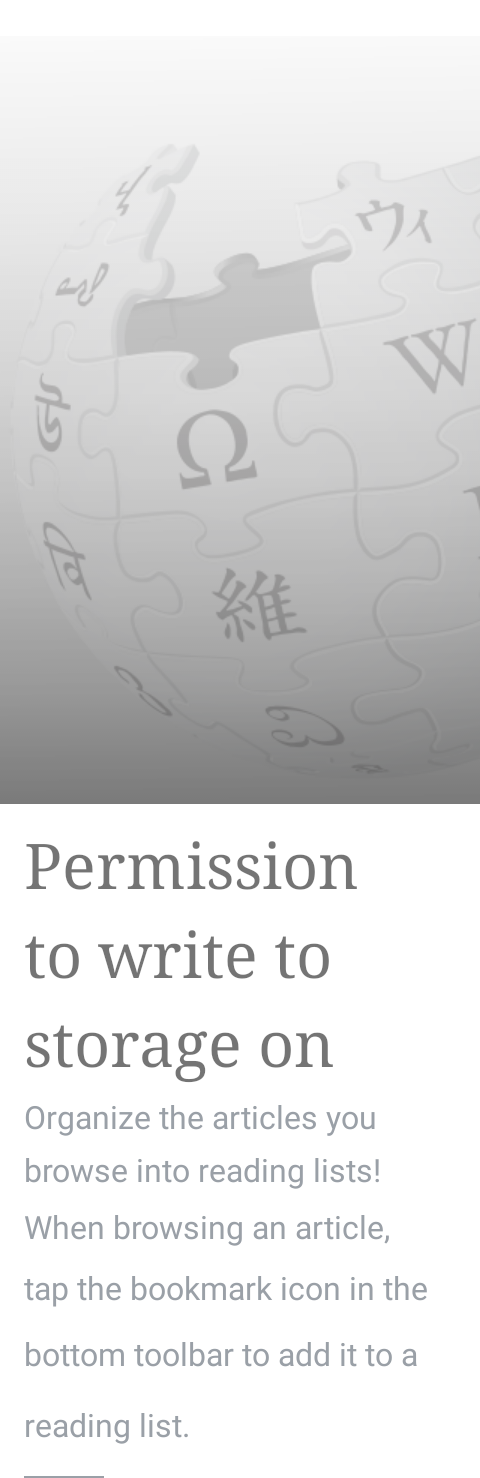 ウィ
W
Ω
維
Permission
to write to
storage on
Organize the articles you
browse into reading lists!
When browsing an article,
tap the bookmark icon in the
bottom toolbar to add it to a
reading list.